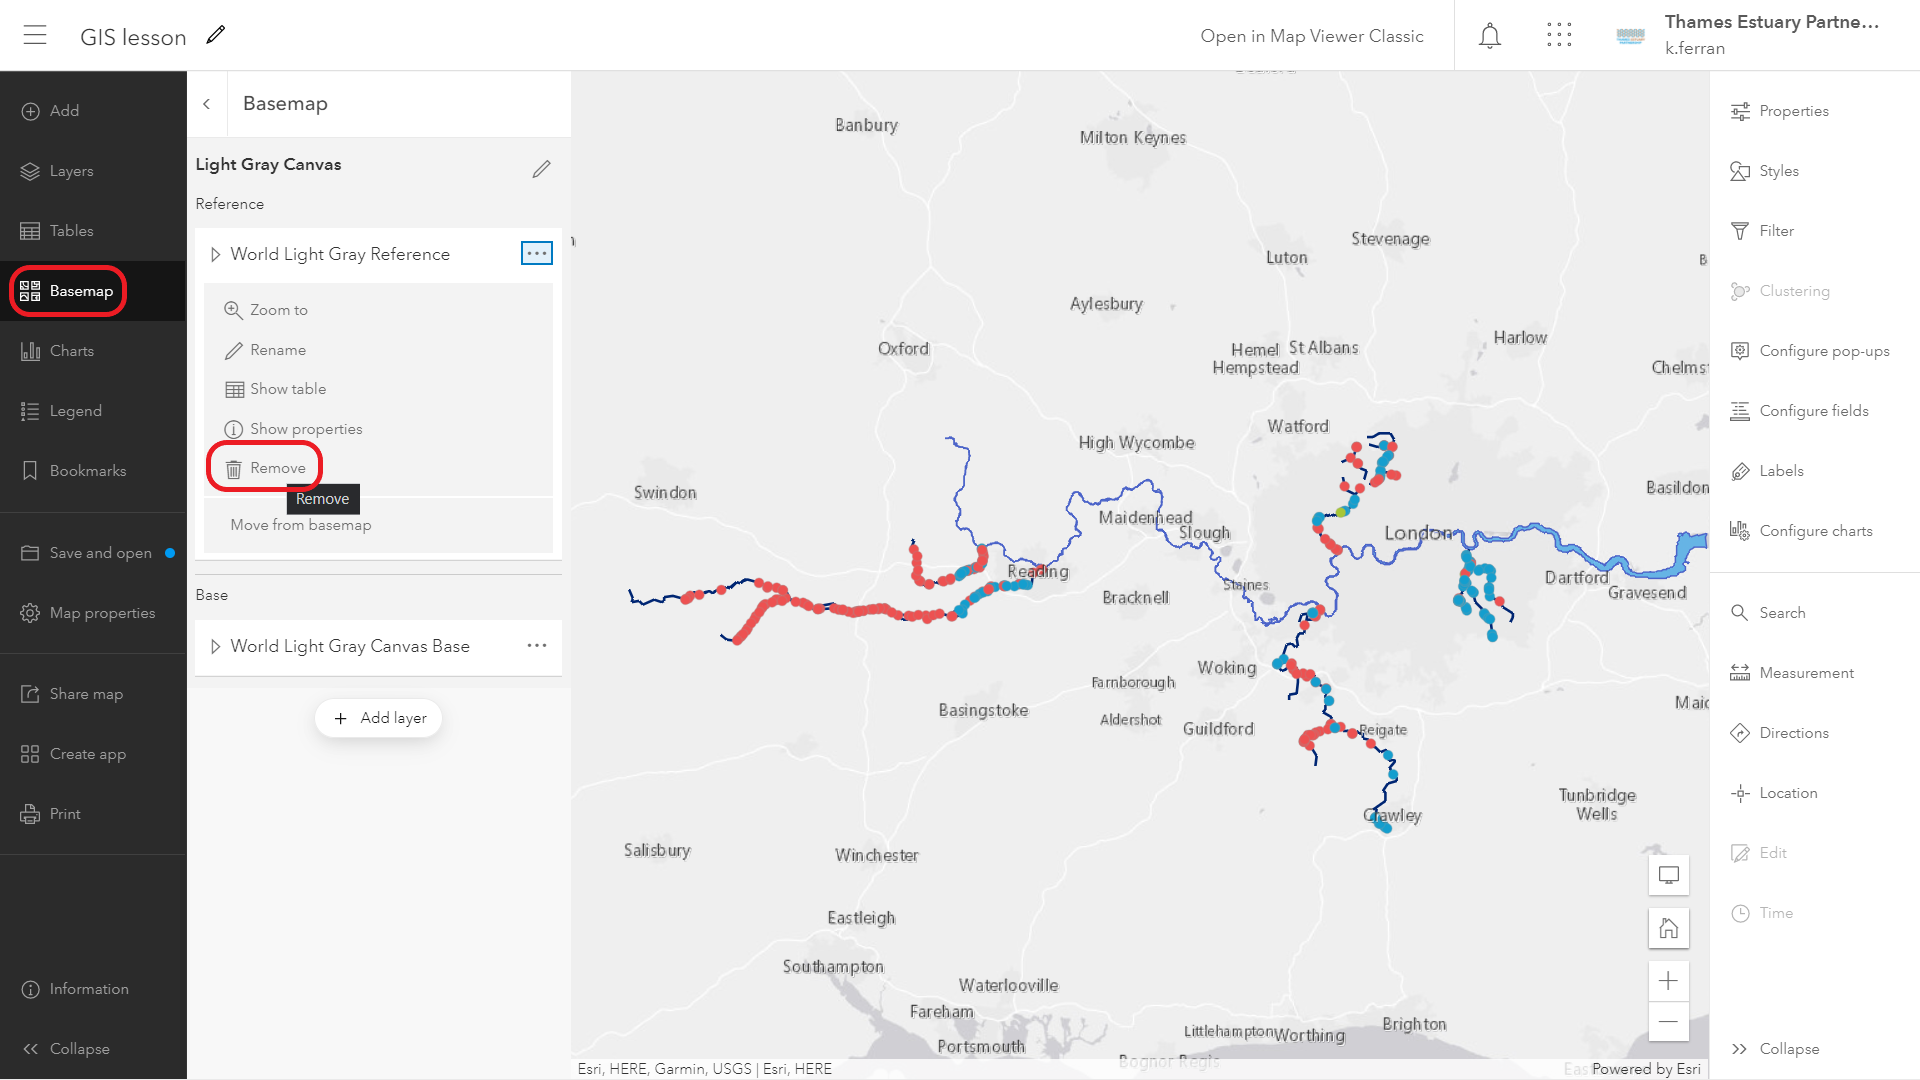 GIS lesson
Open in Map Viewer Classic
Thames Estuary Partne...
k.ferran
Add
Layers
Tables
Basemap
Charts
Legend
Bookmarks
Save and open
Map properties
Share map
Create app
Print
Information
Collapse
Basemap
Light Gray Canvas
Reference
World Light Gray Reference
Zoom to
Rename
Show table
Show properties
Remove
Remove
Move from basemap
Base
World Light Gray Canvas Base
Add layer
Banbury
Milton Keynes
Stevenage
Luton
Aylesbury
Oxford
Hemel
Hempstead
St Albans
Harlow
Chelms
Watford
High Wycombe
Swindon
Basildon
Maidenhead
Slough
London
Reading
Staines
Dartford
Gravesend
Bracknell
Woking
Farnborough
Basingstoke
Aldershot
Guildford
Reigate
Maid
Tunbridge
Wells
Crawley
Salisbury
Winchester
Eastleigh
Southampton
Waterlooville
Fareham
Portsmouth
Littlehampton
Worthing
Brighton
Bognor Regis
East
Esri, HERE, Garmin, USGS | Esri, HERE
Powered by Esri
Properties
Styles
Filter
Clustering
Configure pop-ups
Configure fields
Labels
Configure charts
Search
Measurement
Directions
Location
Edit
Time
Collapse